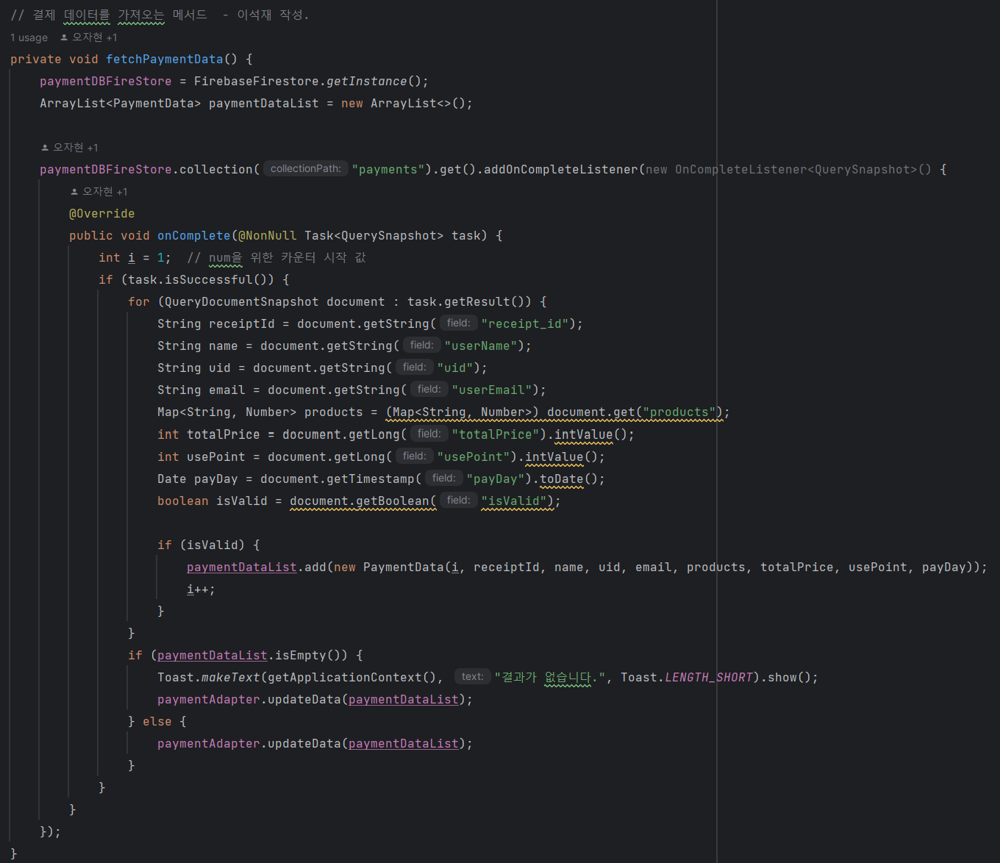 // 결제 데이터를 가져오는 메서드  - 이석재 작성.
1 usage  오자현 +1
private void fetchPaymentData() {
    paymentDBFireStore = FirebaseFirestore.getInstance();
    ArrayList<PaymentData> paymentDataList = new ArrayList<>();
    오자현 +1
    paymentDBFireStore.collection( collectionPath: "payments").get().addOnCompleteListener(new OnCompleteListener<QuerySnapshot>() {
        오자현 +1
        @Override
        public void onComplete(@NonNull Task<QuerySnapshot> task) {
            int i = 1;  // num을 위한 카운터 시작 값
            if (task.isSuccessful()) {
                for (QueryDocumentSnapshot document : task.getResult()) {
                    String receiptId = document.getString( field: "receipt_id");
                    String name = document.getString( field: "userName");
                    String uid = document.getString( field: "uid");
                    String email = document.getString( field: "userEmail");
                    Map<String, Number> products = (Map<String, Number>) document.get("products");
                    int totalPrice = document.getLong( field: "totalPrice").intValue();
                    int usePoint = document.getLong( field: "usePoint").intValue();
                    Date payDay = document.getTimestamp( field: "payDay").toDate();
                    boolean isValid = document.getBoolean( field: "isValid");
                    if (isValid) {
                        paymentDataList.add(new PaymentData(i, receiptId, name, uid, email, products, totalPrice, usePoint, payDay));
                        i++;
                    }
                }
                if (paymentDataList.isEmpty()) {
                    Toast.makeText(getApplicationContext(), text: "결과가 없습니다.", Toast.LENGTH_SHORT).show();
                    paymentAdapter.updateData(paymentDataList);
                } else {
                    paymentAdapter.updateData(paymentDataList);
                }
            }
        }
    });
}